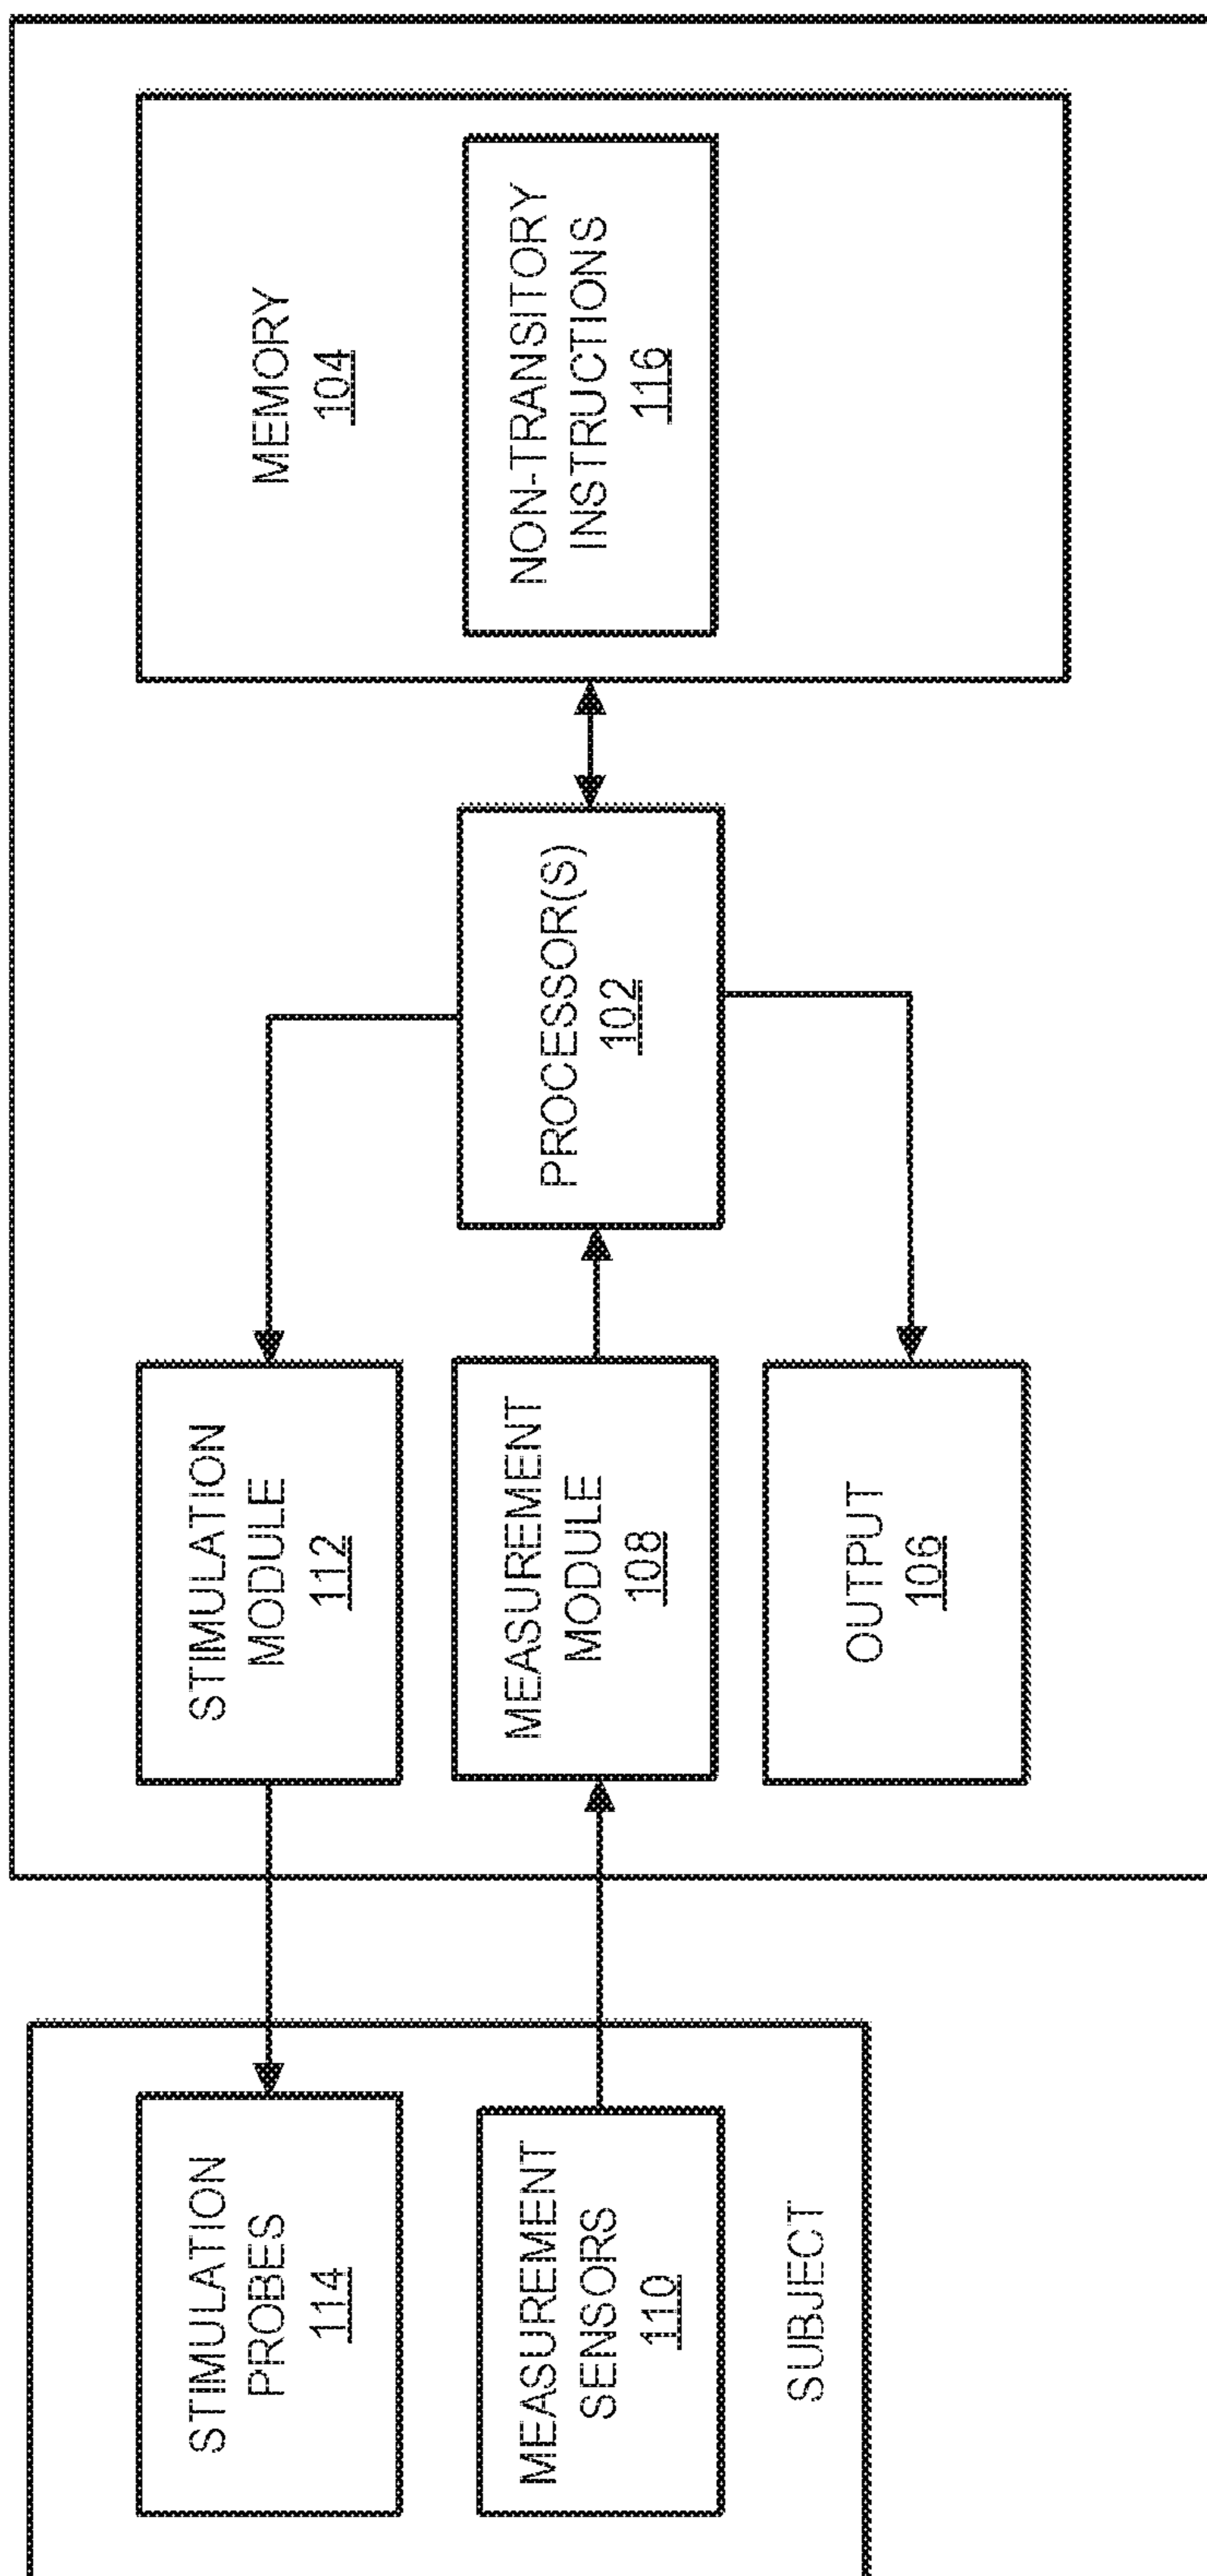 STIMULATION
PROBES
114
MEASUREMENT
SENSORS
110
SUBJECT
STIMULATION
MODULE
112
MEASUREMENT
MODULE
108
OUTPUT
106
PROCESSOR(S)
102
MEMORY
104
NON-TRANSITORY
INSTRUCTIONS
116